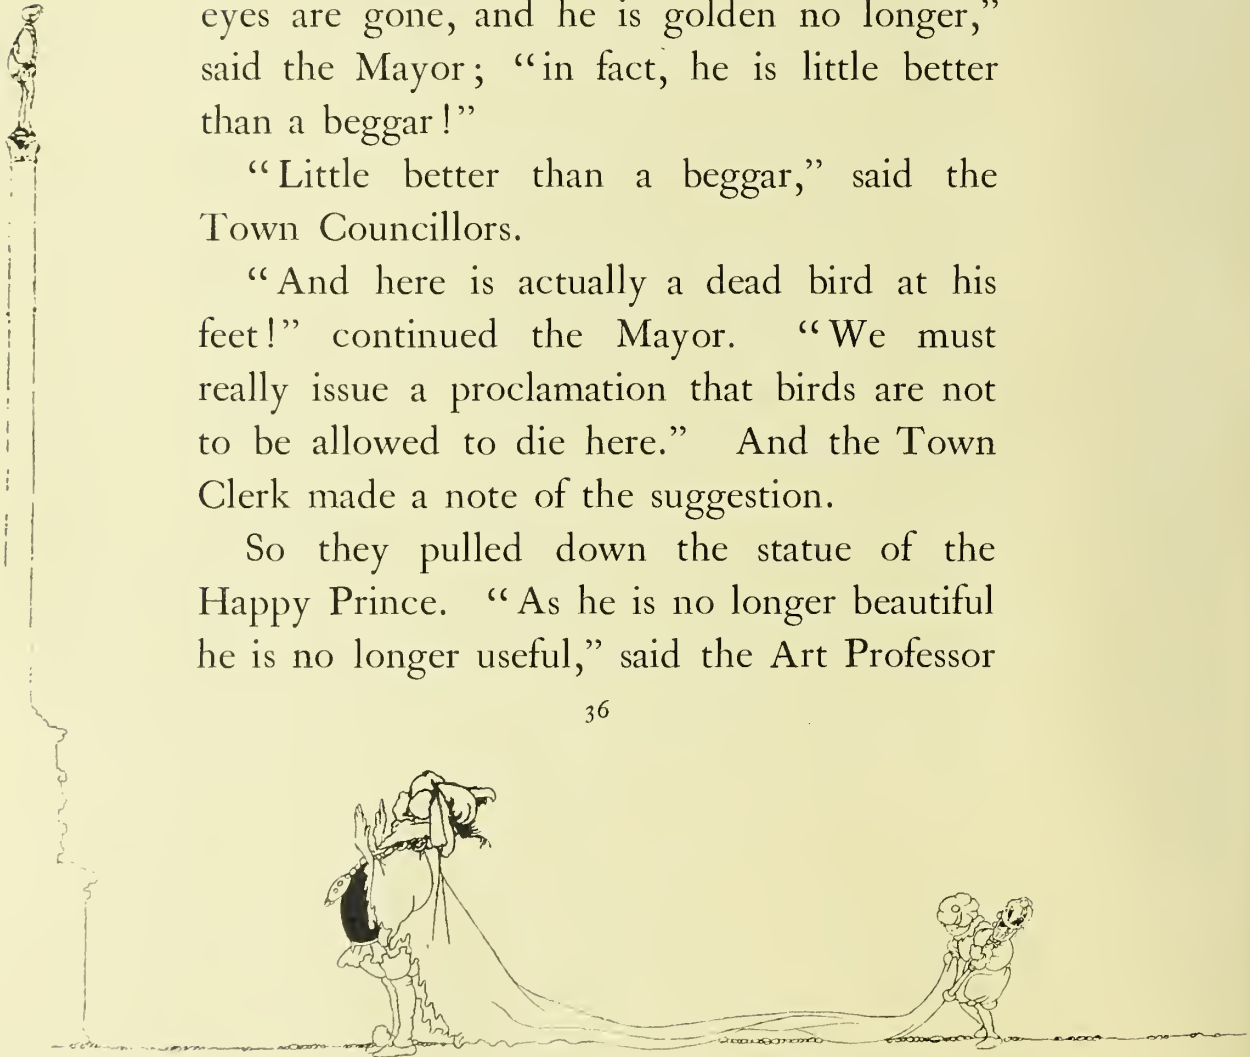 eyes are gone, and he is golden no longer,”
said the Mayor; “in fact, he is little better
than a beggar!”
“Little better than a beggar,” said the
Town Councillors.
“And here is actually a dead bird at his
feet!” continued the Mayor. “We must
really issue a proclamation that birds are not
to be allowed to die here.” And the Town
Clerk made a note of the suggestion.
So they pulled down the statue of the
Happy Prince. “As he is no longer beautiful
he is no longer useful,” said the Art Professor
36